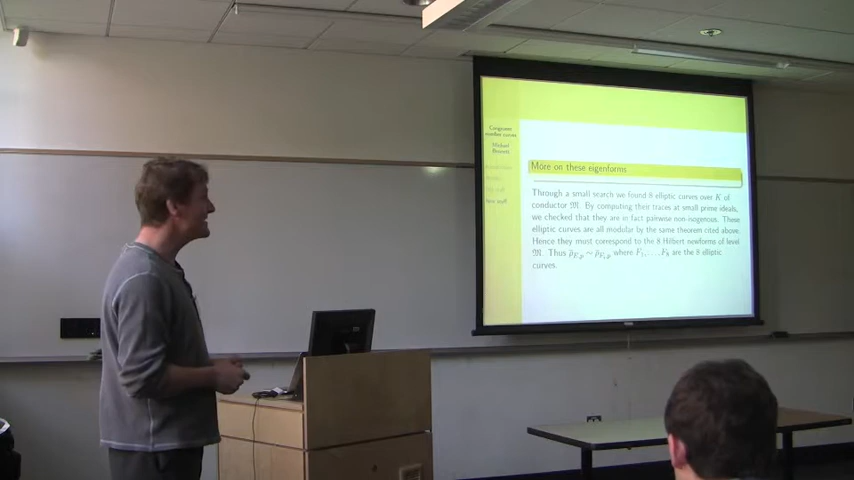 Congruent
number curves
Michael
Bennett
New stuff
More on these eigenforms
Through a small search we found 8 elliptic curves over K of
conductor 𝔐. By computing their traces at small prime ideals,
we checked that they are in fact pairwise non-isogenous. These
elliptic curves are all modular by the same theorem cited above.
Hence they must correspond to the 8 Hilbert newforms of level
𝔐. Thus ρ̄_{E,p} ∼ ρ̄_{F_i,p} where F_1, . . . , F_8 are the 8 elliptic
curves.